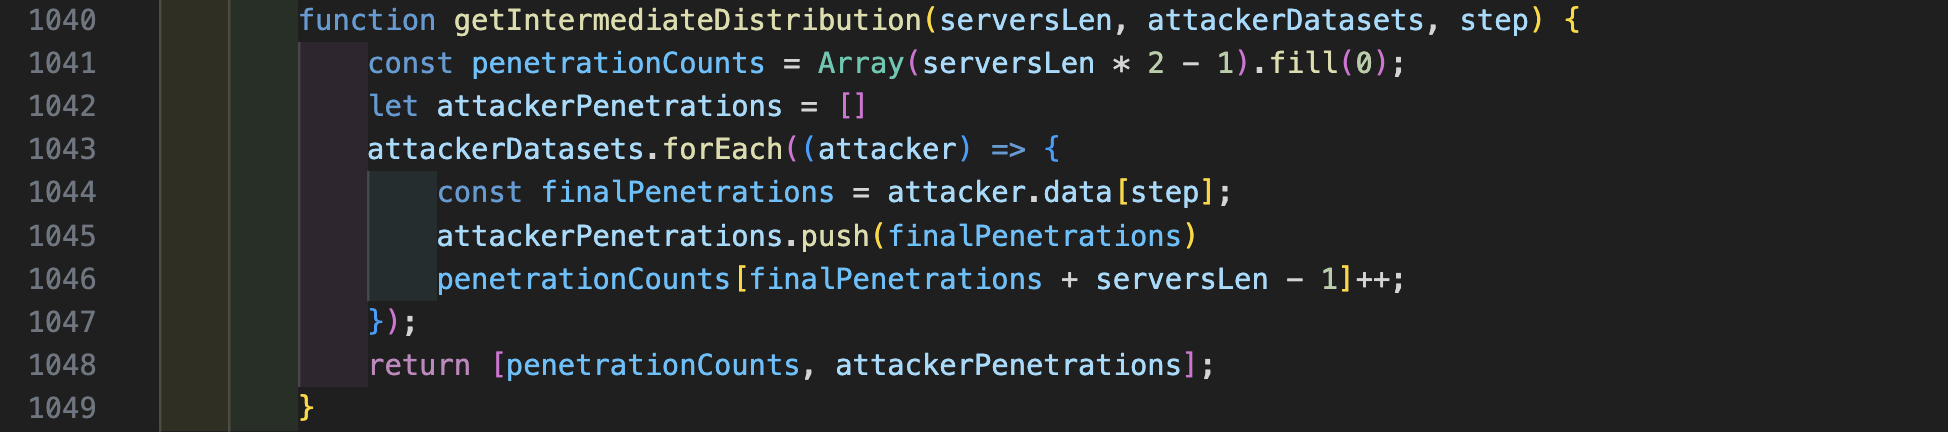 1040 function getIntermediateDistribution(serversLen, attackerDatasets, step) {
1041 const penetrationCounts = Array(serversLen * 2 - 1).fill(0);
1042 let attackerPenetrations = []
1043 attackerDatasets.forEach((attacker) => {
1044 const finalPenetrations = attacker.data[step];
1045 attackerPenetrations.push(finalPenetrations)
1046 penetrationCounts[finalPenetrations + serversLen - 1]++;
1047 });
1048 return [penetrationCounts, attackerPenetrations];
1049 }